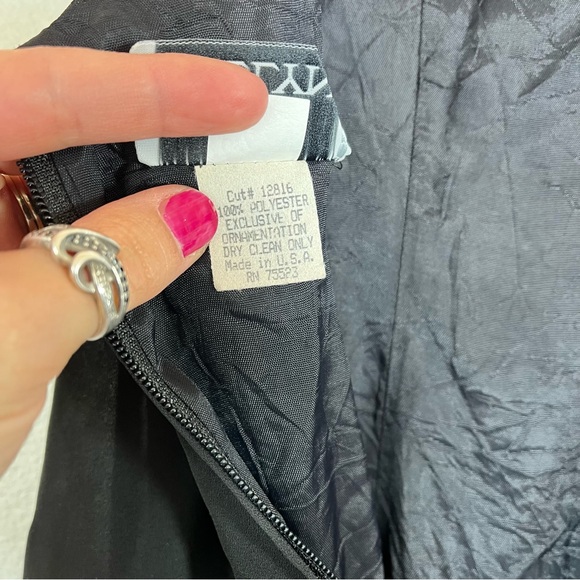 Cut# 12816
100% POLYESTER
EXCLUSIVE OF
ORNAMENTATION
DRY CLEAN ONLY
Made in U.S.A.
RN 75523